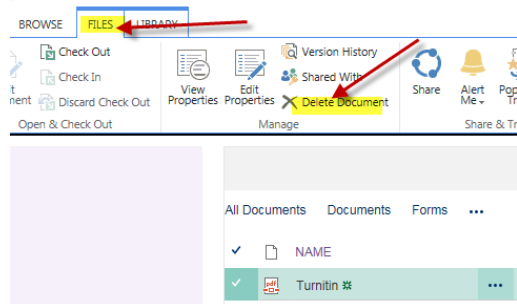 BROWSE FILES LIBRARY
Check Out
Check In
Discard Check Out
Open & Check Out
View Properties
Edit Properties
Version History
Shared With
Delete Document
Manage
Share
Alert Me
Share & Tr
All Documents Documents Forms ...
NAME
pdf Turnitin ...